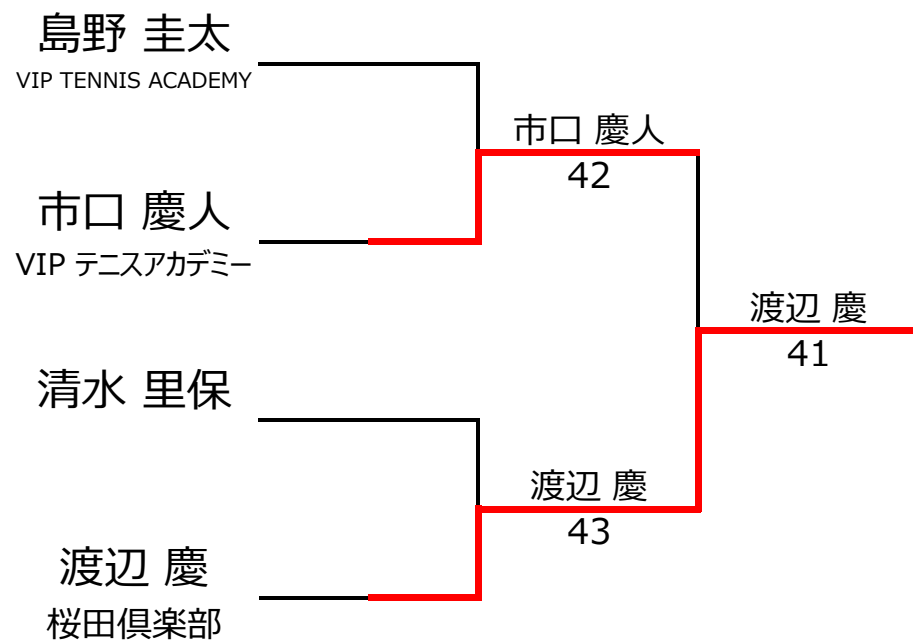 島野 圭太
VIP TENNIS ACADEMY
市口 慶人
42
市口 慶人
VIP テニスアカデミー
渡辺 慶
41
清水 里保
渡辺 慶
43
渡辺 慶
桜田倶楽部